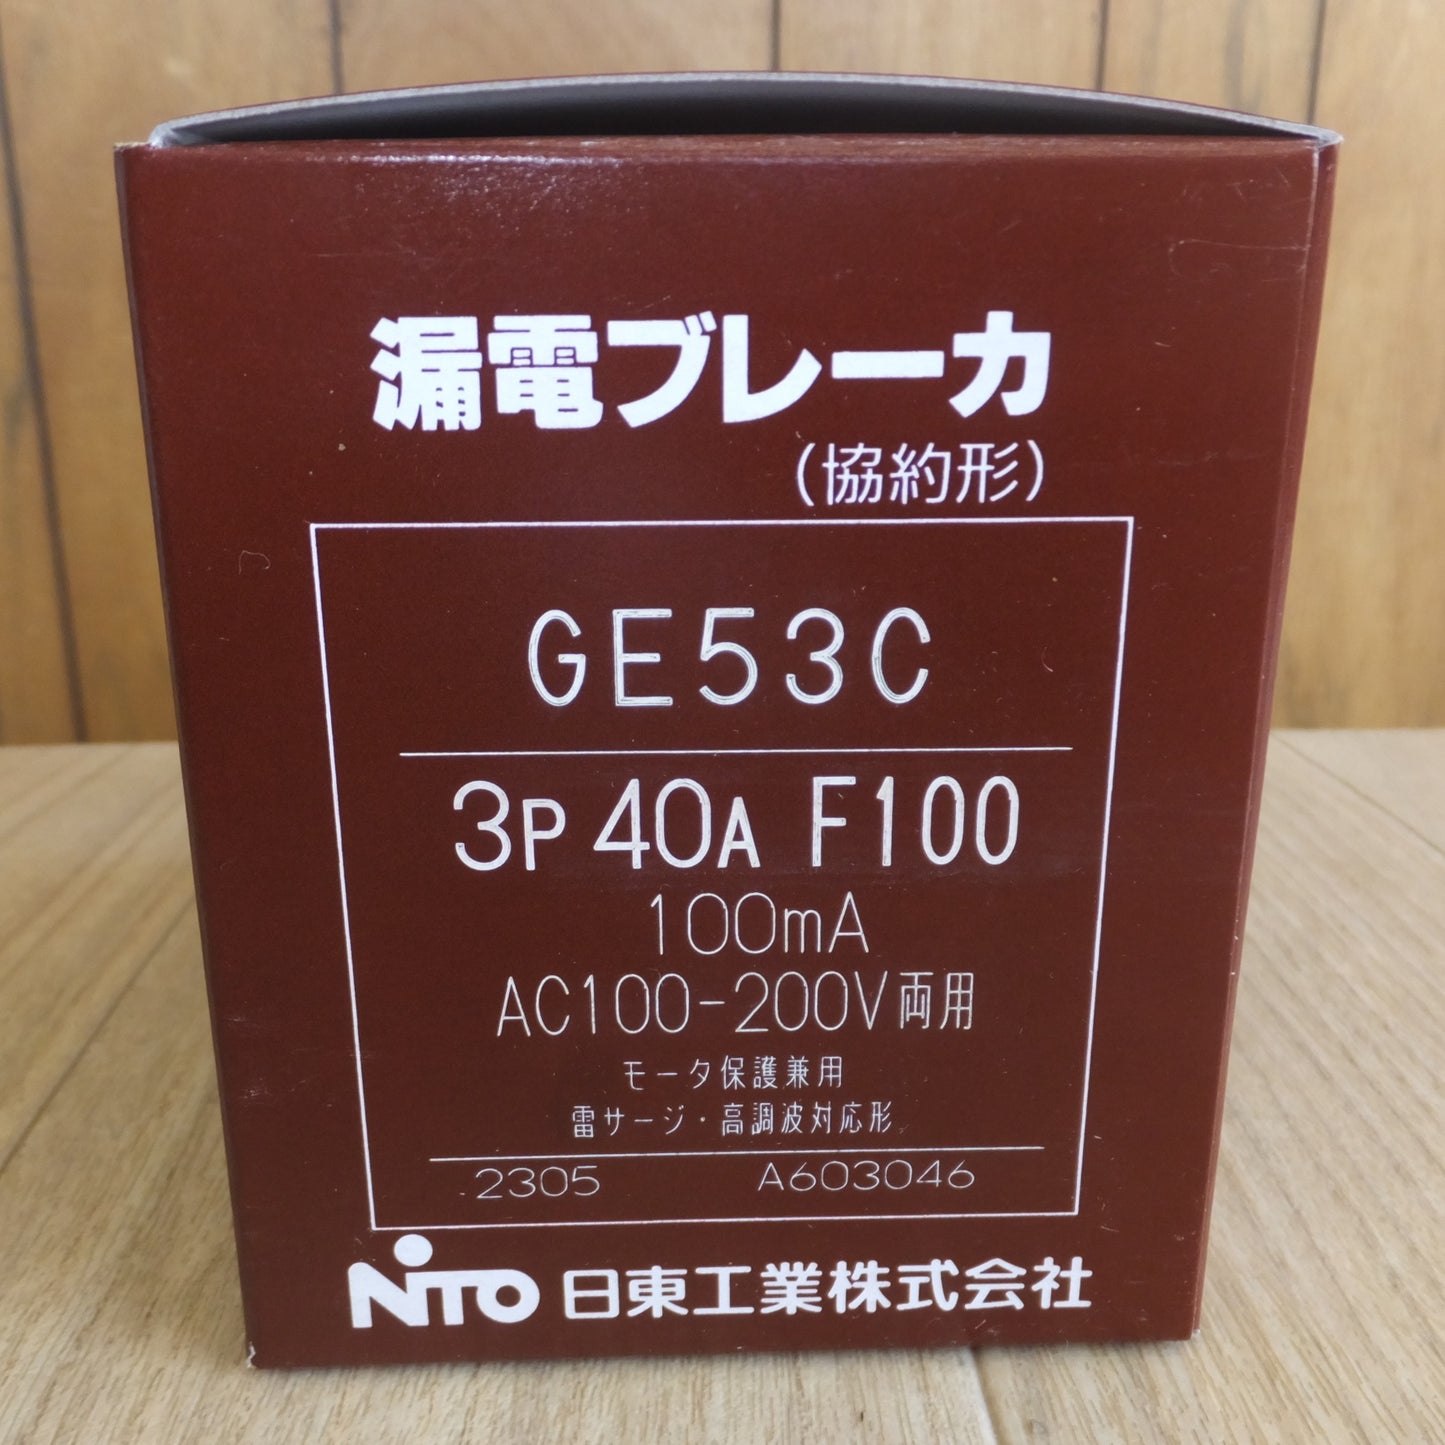 漏電ブレーカ
(協約形)
GE53C
3P 40A F100
100mA
AC100-200V両用
モータ保護兼用
雷サージ・高調波対応形
2305 A603046
NITO 日東工業株式会社